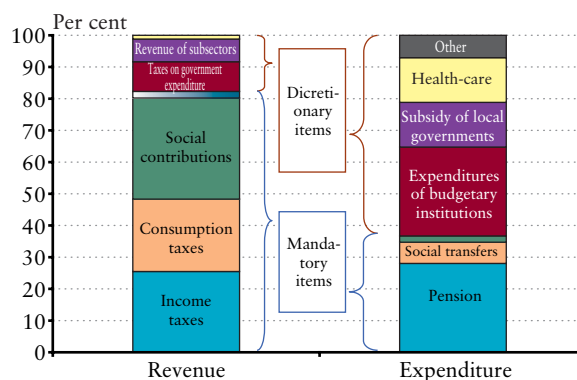 Per cent
100
90
80
70
60
50
40
30
20
10
0
Revenue of subsectors
Taxes on government
expenditure
Social
contributions
Consumption
taxes
Income
taxes
Dicreti-
onary
items
Manda-
tory
items
Other
Health-care
Subsidy of local
governments
Expenditures
of budgetary
institutions
Social transfers
Pension
Revenue
Expenditure